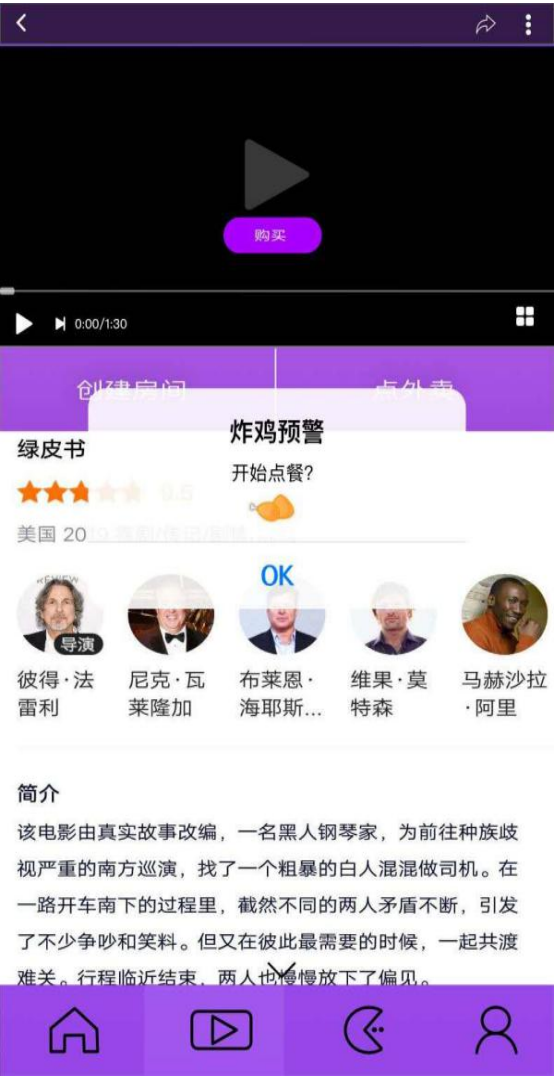 购买
0:00/1:30
创建房间
点外卖
炸鸡预警
开始点餐?
OK
绿皮书
美国 20
导演
彼得·法
雷利
尼克·瓦
莱隆加
布莱恩·
海耶斯...
维果·莫
特森
马赫沙拉
·阿里
简介
该电影由真实故事改编，一名黑人钢琴家，为前往种族歧
视严重的南方巡演，找了一个粗暴的白人混混做司机。在
一路开车南下的过程里，截然不同的两人矛盾不断，引发
了不少争吵和笑料。但又在彼此最需要的时候，一起共渡
难关。行程临近结束，两人也慢慢放下了偏见。